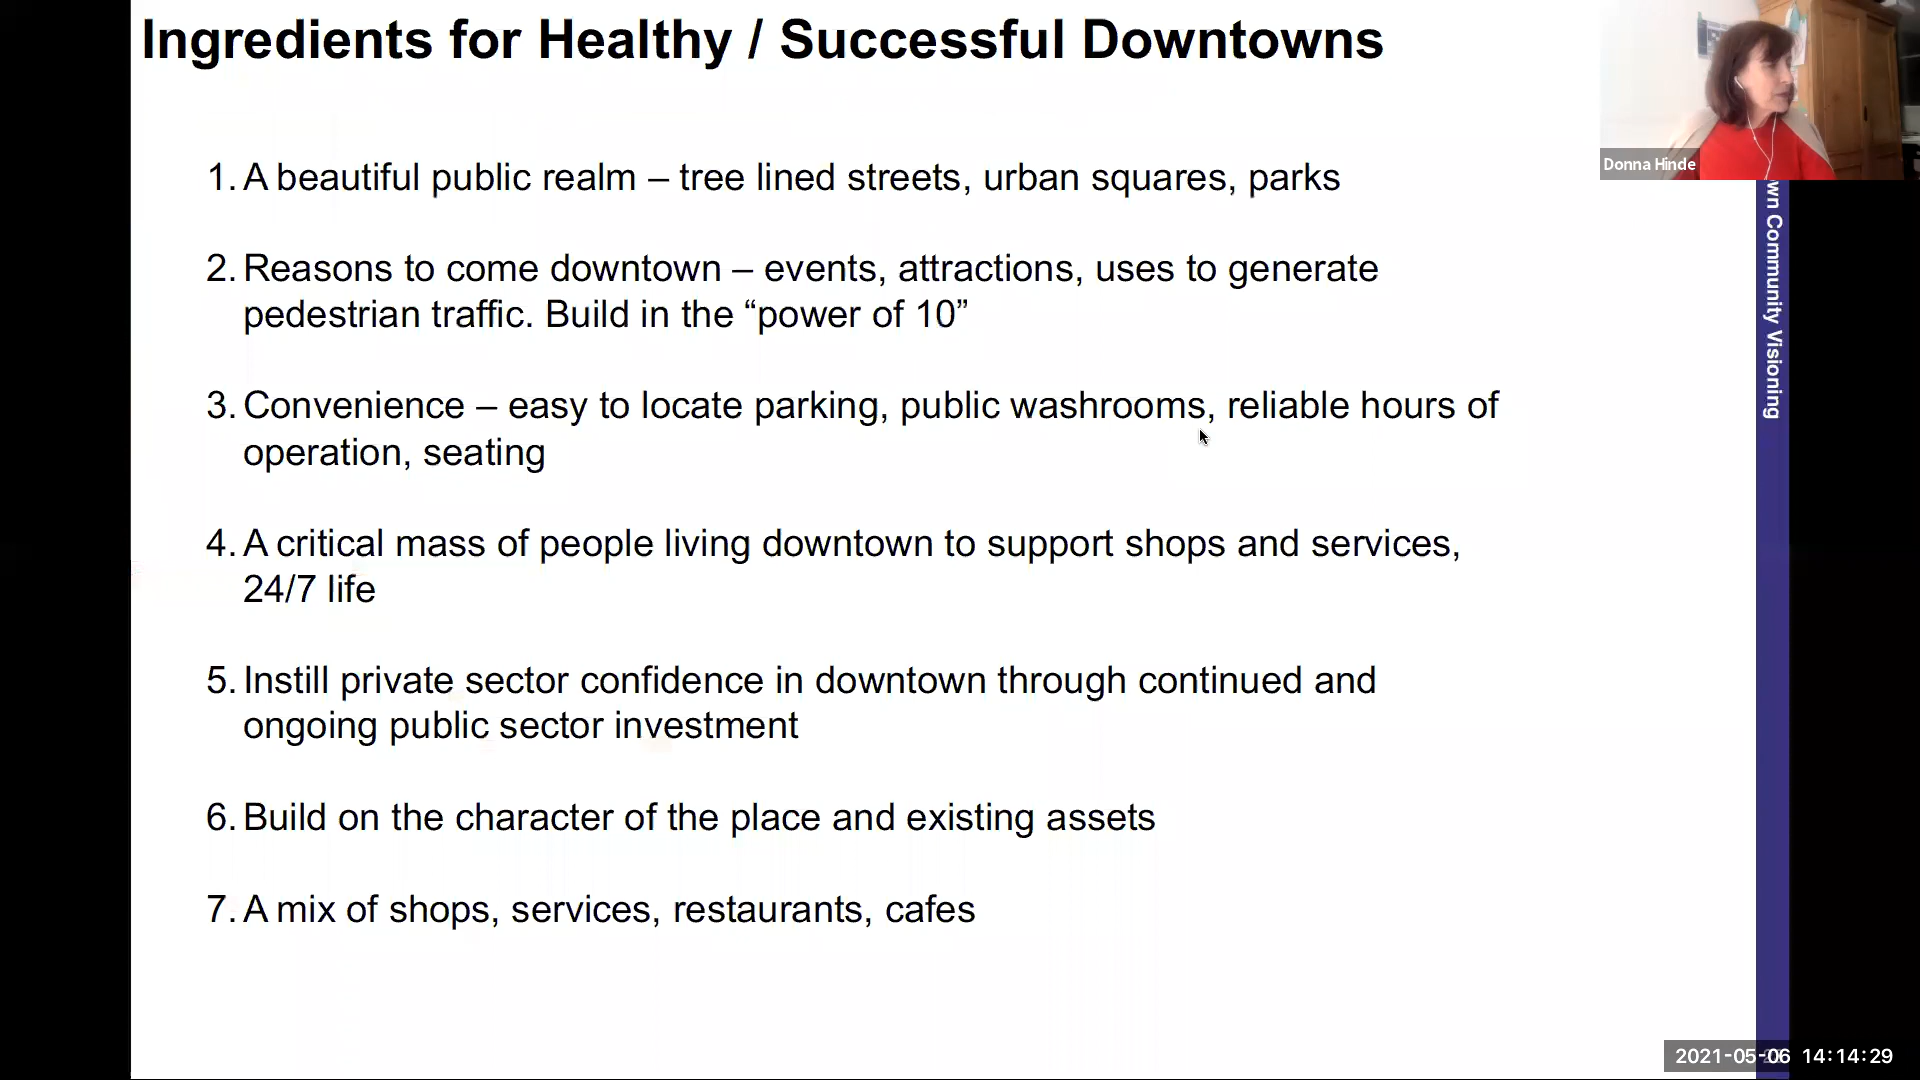 Ingredients for Healthy / Successful Downtowns
1. A beautiful public realm – tree lined streets, urban squares, parks
2. Reasons to come downtown – events, attractions, uses to generate
pedestrian traffic. Build in the “power of 10”
3. Convenience – easy to locate parking, public washrooms, reliable hours of
operation, seating
4. A critical mass of people living downtown to support shops and services,
24/7 life
5. Instill private sector confidence in downtown through continued and
ongoing public sector investment
6. Build on the character of the place and existing assets
7. A mix of shops, services, restaurants, cafes
Donna Hinde
Community Visioning
2021-05-06 14:14:29